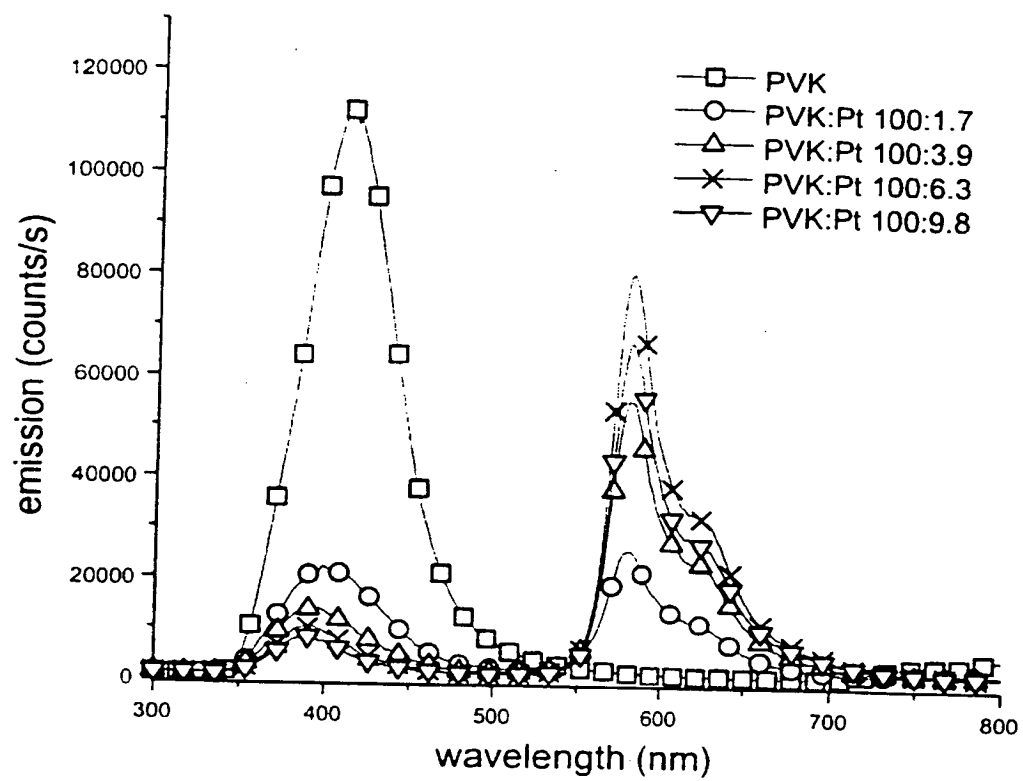 120000
100000
80000
60000
40000
20000
0
emission (counts/s)
PVK
PVK:Pt 100:1.7
PVK:Pt 100:3.9
PVK:Pt 100:6.3
PVK:Pt 100:9.8
300 400 500 600 700 800
wavelength (nm)